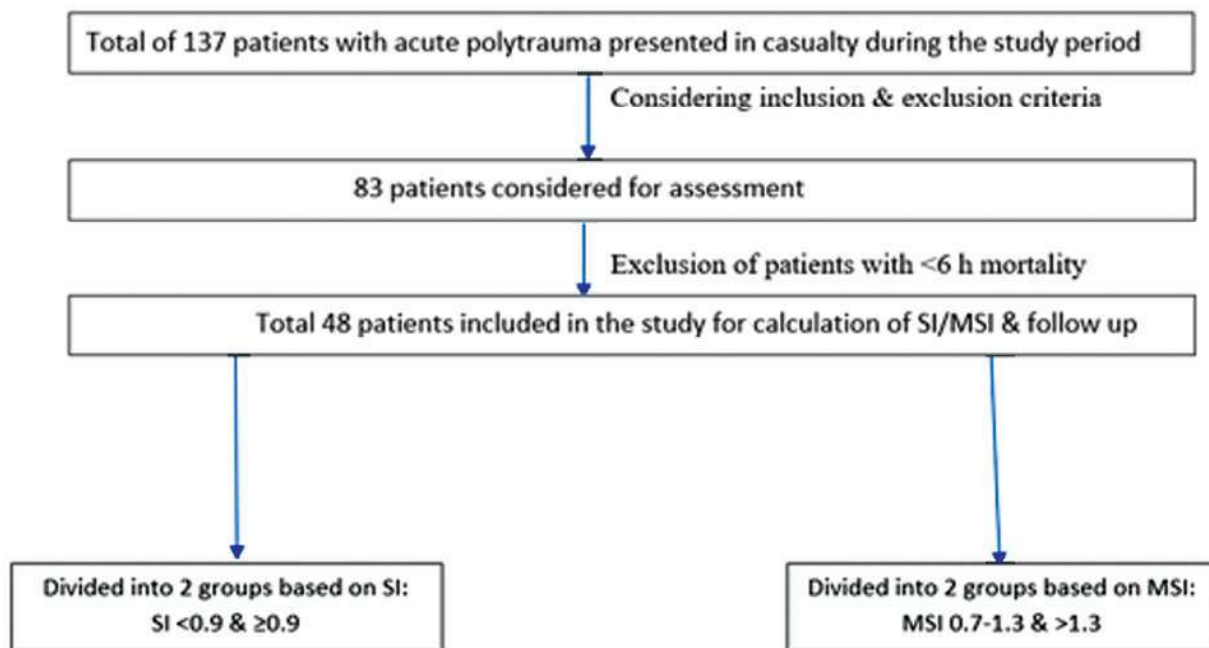 Total of 137 patients with acute polytrauma presented in casualty during the study period
Considering inclusion & exclusion criteria
83 patients considered for assessment
Exclusion of patients with <6 h mortality
Total 48 patients included in the study for calculation of SI/MSI & follow up
Divided into 2 groups based on SI:
SI <0.9 & ≥0.9
Divided into 2 groups based on MSI:
MSI 0.7-1.3 & >1.3